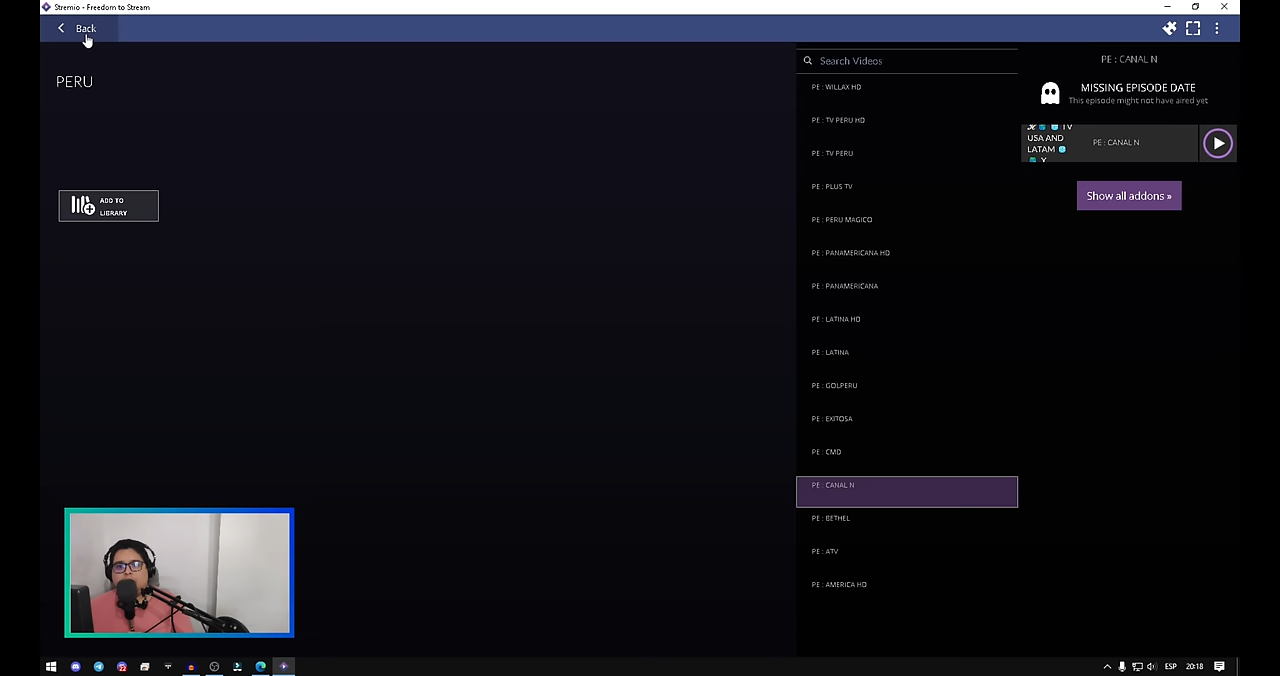 Stremio - Freedom to Stream
Back
PERU
ADD TO
LIBRARY
Search Videos
PE : WILLAX HD
PE : TV PERU HD
PE : TV PERU
PE : PLUS TV
PE : PERU MAGICO
PE : PANAMERICANA HD
PE : PANAMERICANA
PE : LATINA HD
PE : LATINA
PE : GOLPERU
PE : EXITOSA
PE : CMD
PE : CANAL N
PE : BETHEL
PE : ATV
PE : AMERICA HD
PE : CANAL N
MISSING EPISODE DATE
This episode might not have aired yet
TV
USA AND
LATAM
PE : CANAL N
Show all addons »
22
ESP
20:18